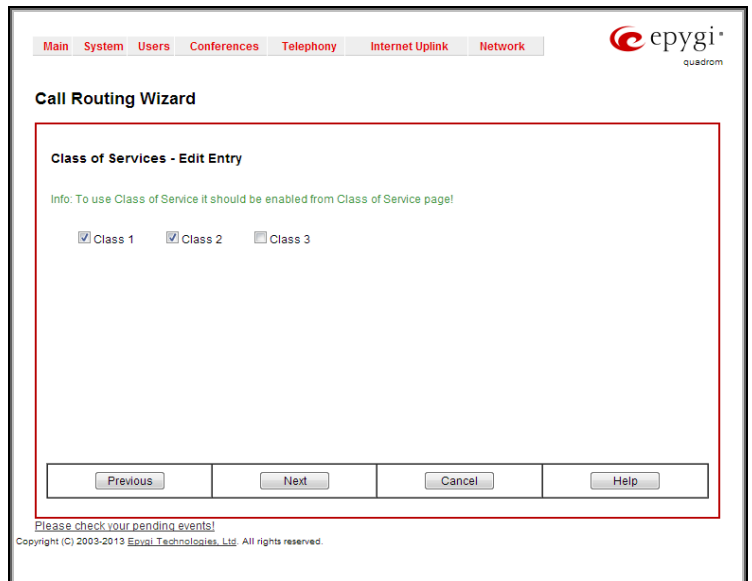 Main System Users Conferences Telephony Internet Uplink Network
epygi
quadrom
Call Routing Wizard
Class of Services - Edit Entry
Info: To use Class of Service it should be enabled from Class of Service page!
Class 1 Class 2 Class 3
Previous Next Cancel Help
Please check your pending events!
Copyright (C) 2003-2013 Epygi Technologies, Ltd. All rights reserved.